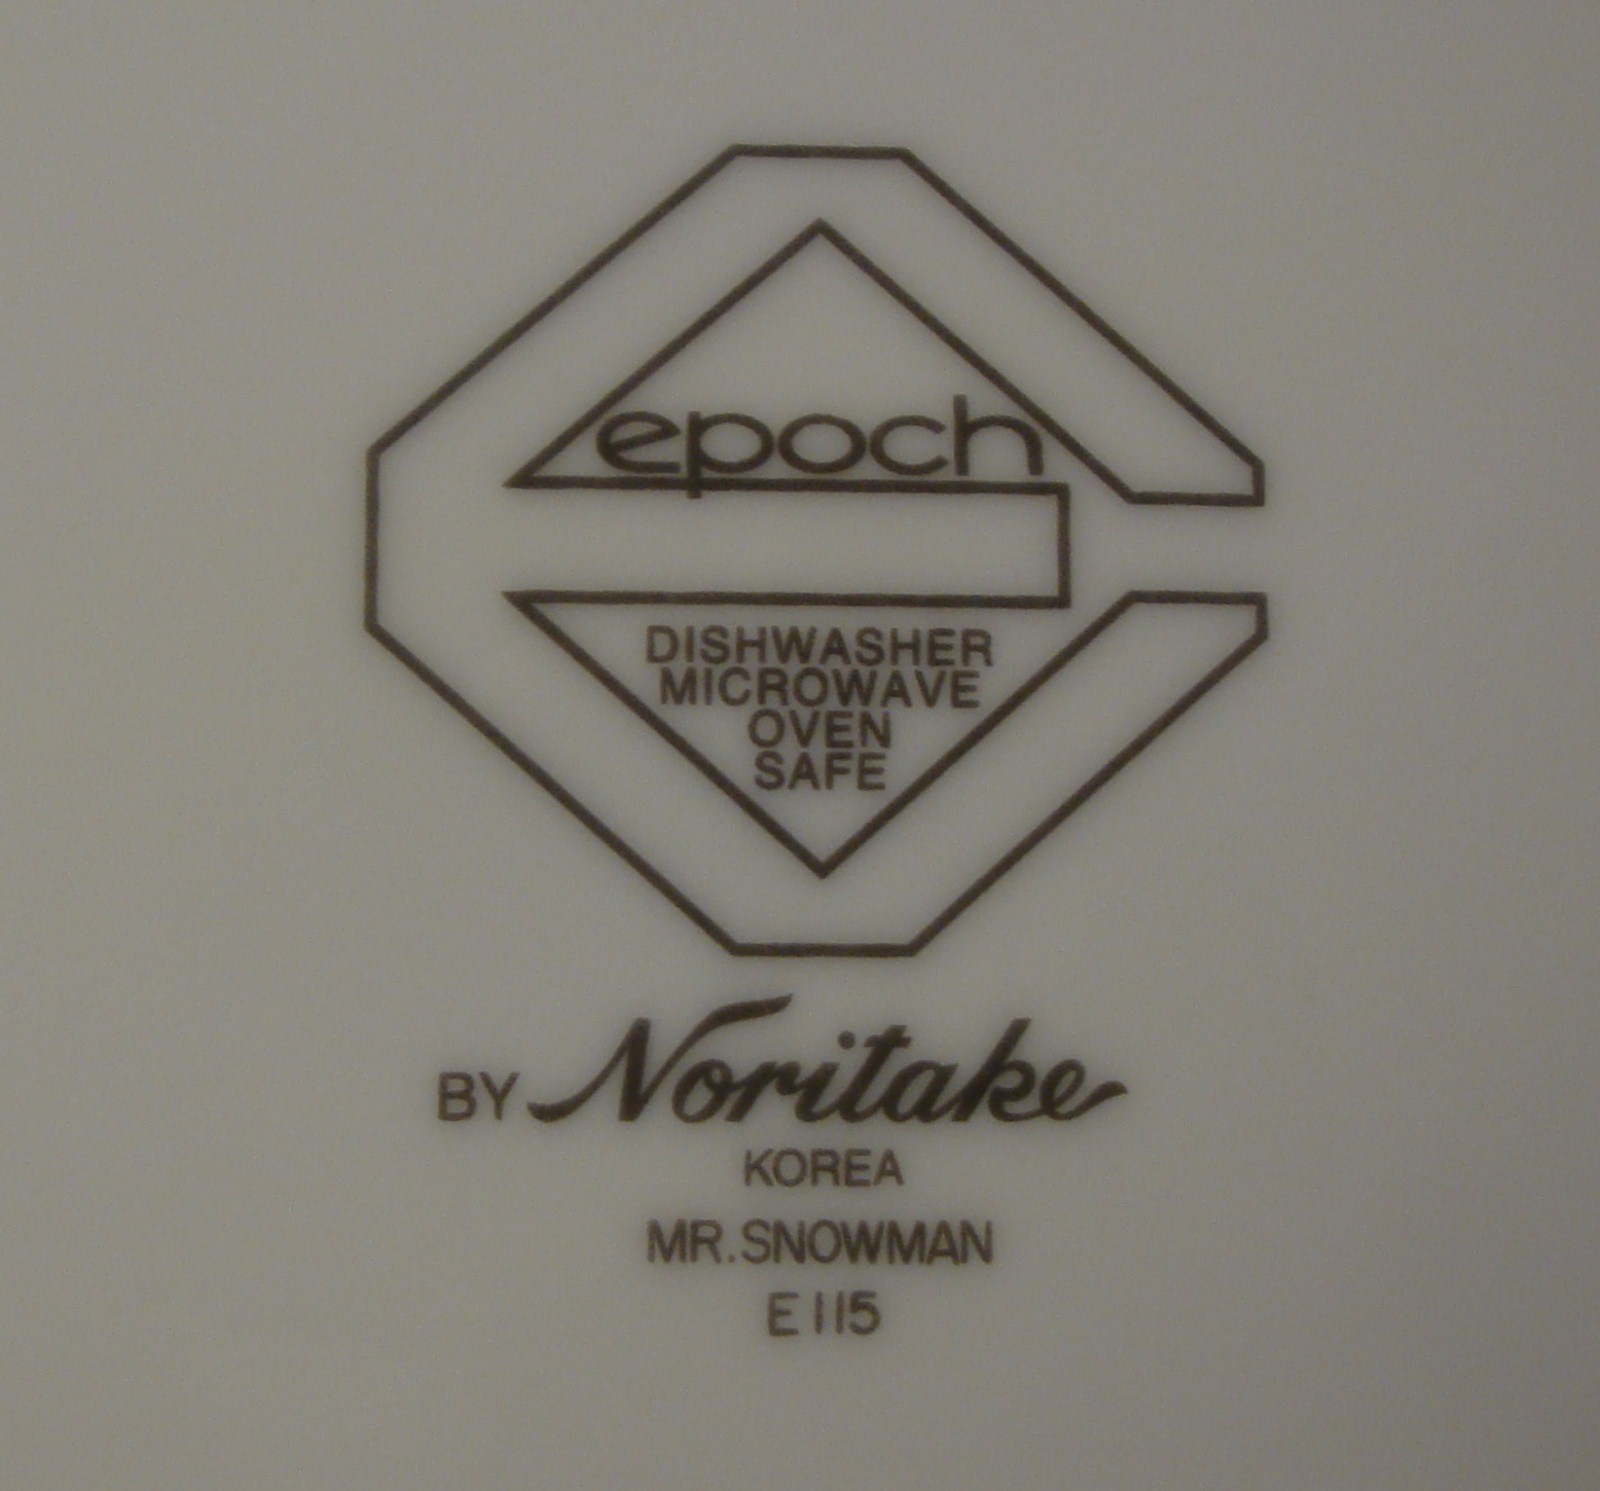 epoch
DISHWASHER
MICROWAVE
OVEN
SAFE
BY Noritake
KOREA
MR.SNOWMAN
E115